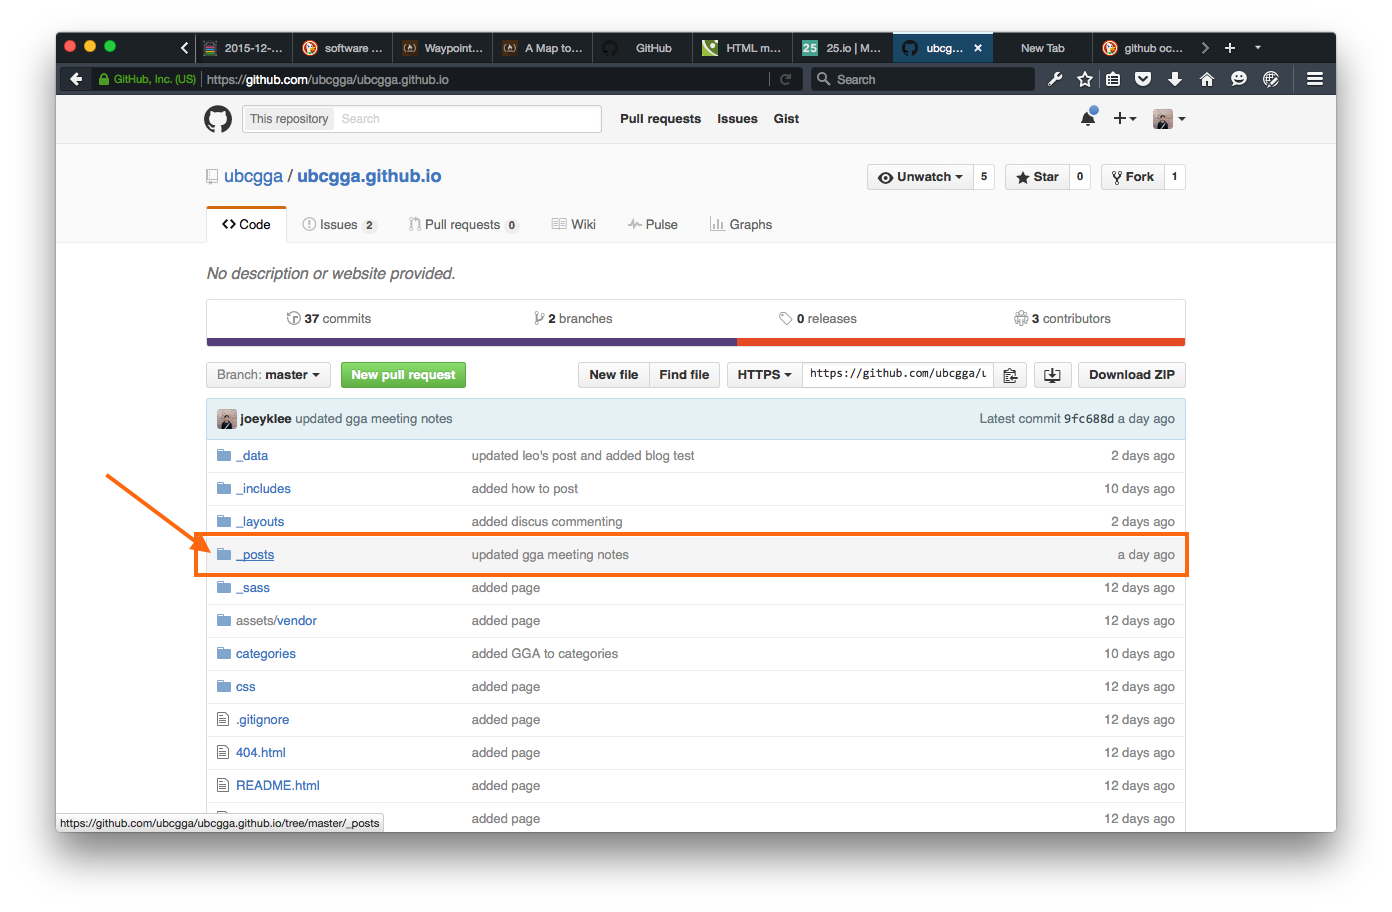 2015-12-...
software ...
Waypoint...
A Map to...
GitHub
HTML m...
25 25.io | M...
ubcg...
New Tab
github oc...
GitHub, Inc. (US) https://github.com/ubcgga/ubcgga.github.io
Search
This repository Search
Pull requests Issues Gist
ubcgga / ubcgga.github.io
Unwatch 5
Star 0
Fork 1
Code
Issues 2
Pull requests 0
Wiki
Pulse
Graphs
No description or website provided.
37 commits
2 branches
0 releases
3 contributors
Branch: master
New pull request
New file
Find file
HTTPS
https://github.com/ubcgga/u
Download ZIP
joeyklee updated gga meeting notes Latest commit 9fc688d a day ago
_data updated leo's post and added blog test 2 days ago
_includes added how to post 10 days ago
_layouts added discus commenting 2 days ago
_posts updated gga meeting notes a day ago
_sass added page 12 days ago
assets/vendor added page 12 days ago
categories added GGA to categories 10 days ago
css added page 12 days ago
.gitignore added page 12 days ago
404.html added page 12 days ago
README.html added page 12 days ago
added page 12 days ago
https://github.com/ubcgga/ubcgga.github.io/tree/master/_posts